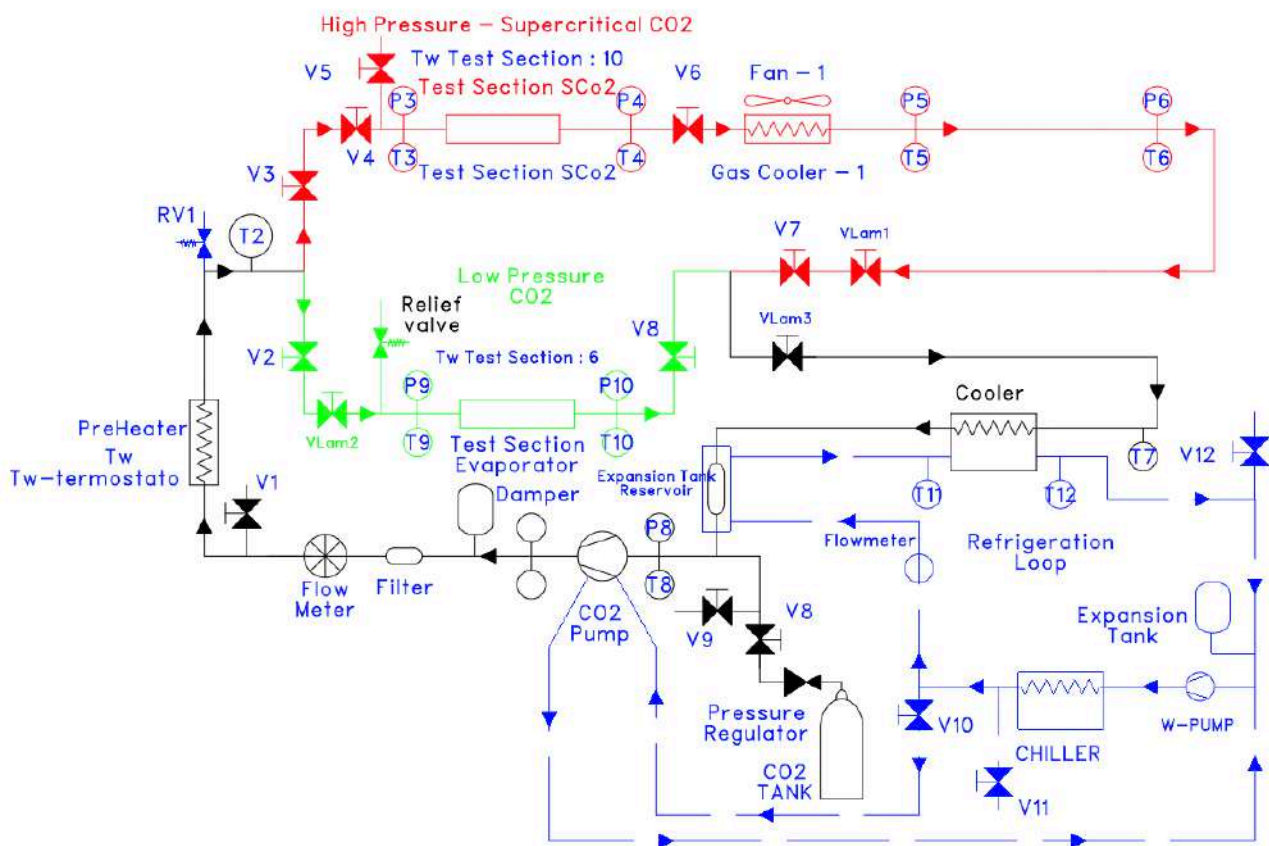 High Pressure - Supercritical CO2
Tw Test Section : 10
V5
V6
Fan - 1
Test Section SCo2
P3
P4
P5
P6
V4
T3
T4
T5
T6
Test Section SCo2
Gas Cooler - 1
V3
RV1
T2
V7
VLam1
Low Pressure
CO2
Relief
valve
V8
VLam3
V2
Tw Test Section : 6
P9
P10
Cooler
VLam2
T9
T10
Test Section
Evaporator
T7
V12
PreHeater
Tw
Tw-termostato
V1
Damper
Expansion Tank
Reservoir
T11
T12
P8
Flowmeter
Refrigeration
Loop
Flow
Meter
Filter
CO2
Pump
T8
V9
V8
Expansion
Tank
Pressure
Regulator
V10
W-PUMP
CHILLER
CO2
TANK
V11